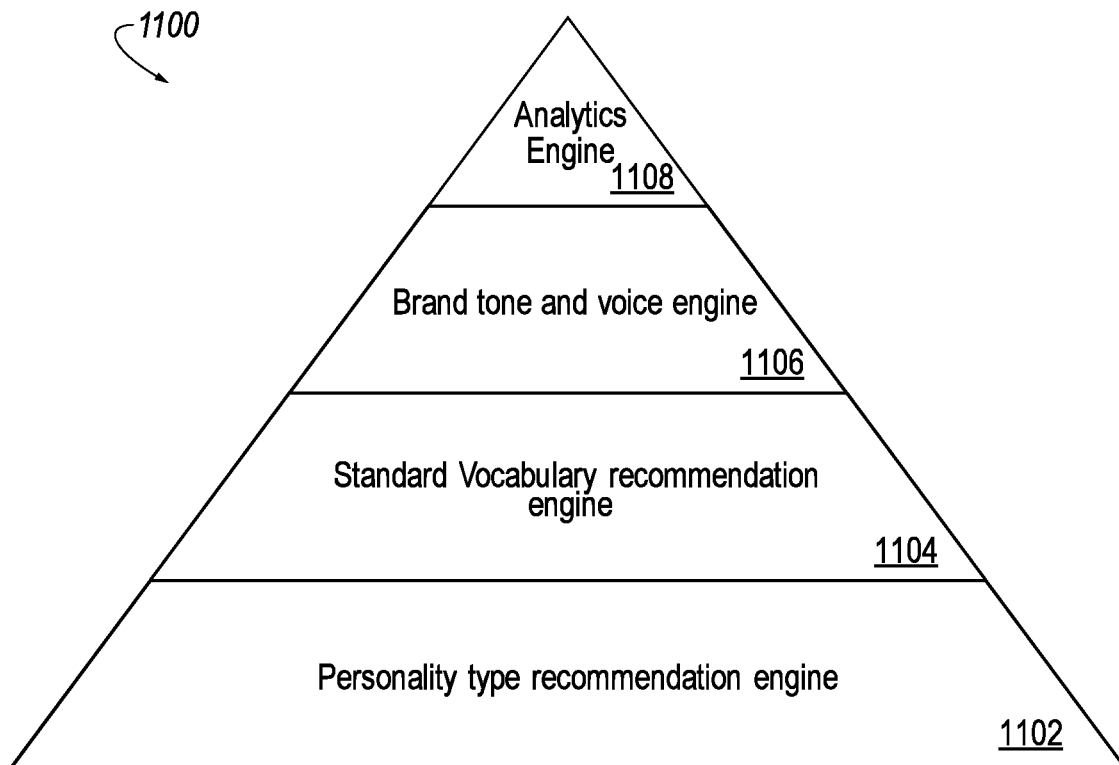 1100
Analytics
Engine
1108
Brand tone and voice engine
1106
Standard Vocabulary recommendation
engine
1104
Personality type recommendation engine
1102